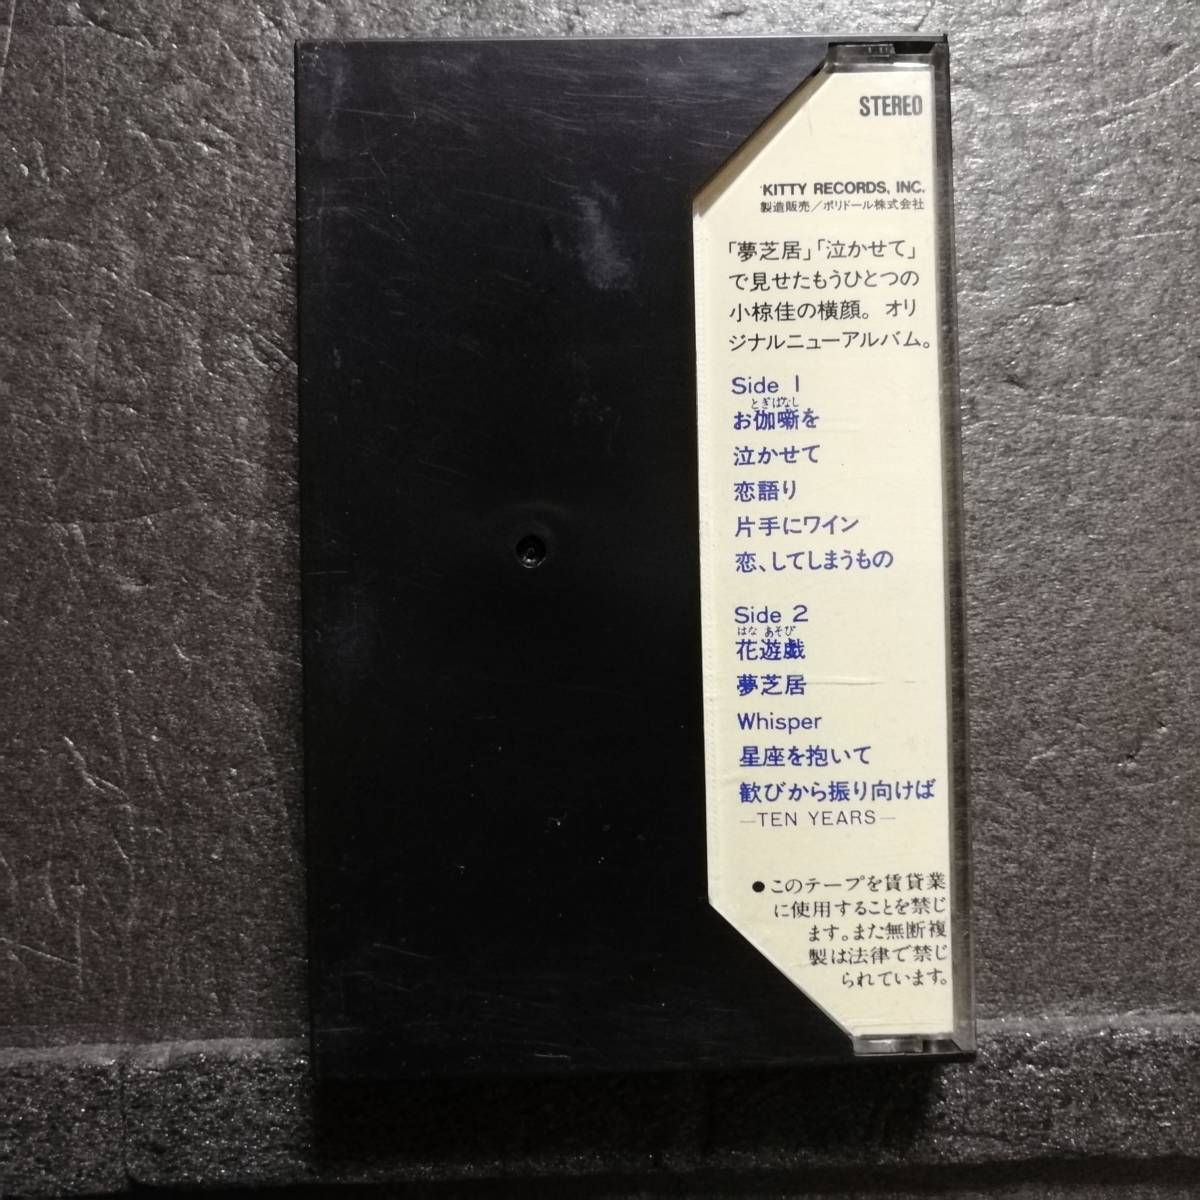 STEREO
KITTY RECORDS, INC.
製造販売／ポリドール株式会社
「夢芝居」「泣かせて」
で見せたもうひとつの
小椋佳の横顔。オリ
ジナルニューアルバム。
Side 1
とぎばなし
お伽噺を
泣かせて
恋語り
片手にワイン
恋、してしまうもの
Side 2
はな あそび
花遊戯
夢芝居
Whisper
星座を抱いて
歓びから振り向けば
—TEN YEARS—
●このテープを賃貸業
に使用することを禁じ
ます。また無断複
製は法律で禁じ
られています。